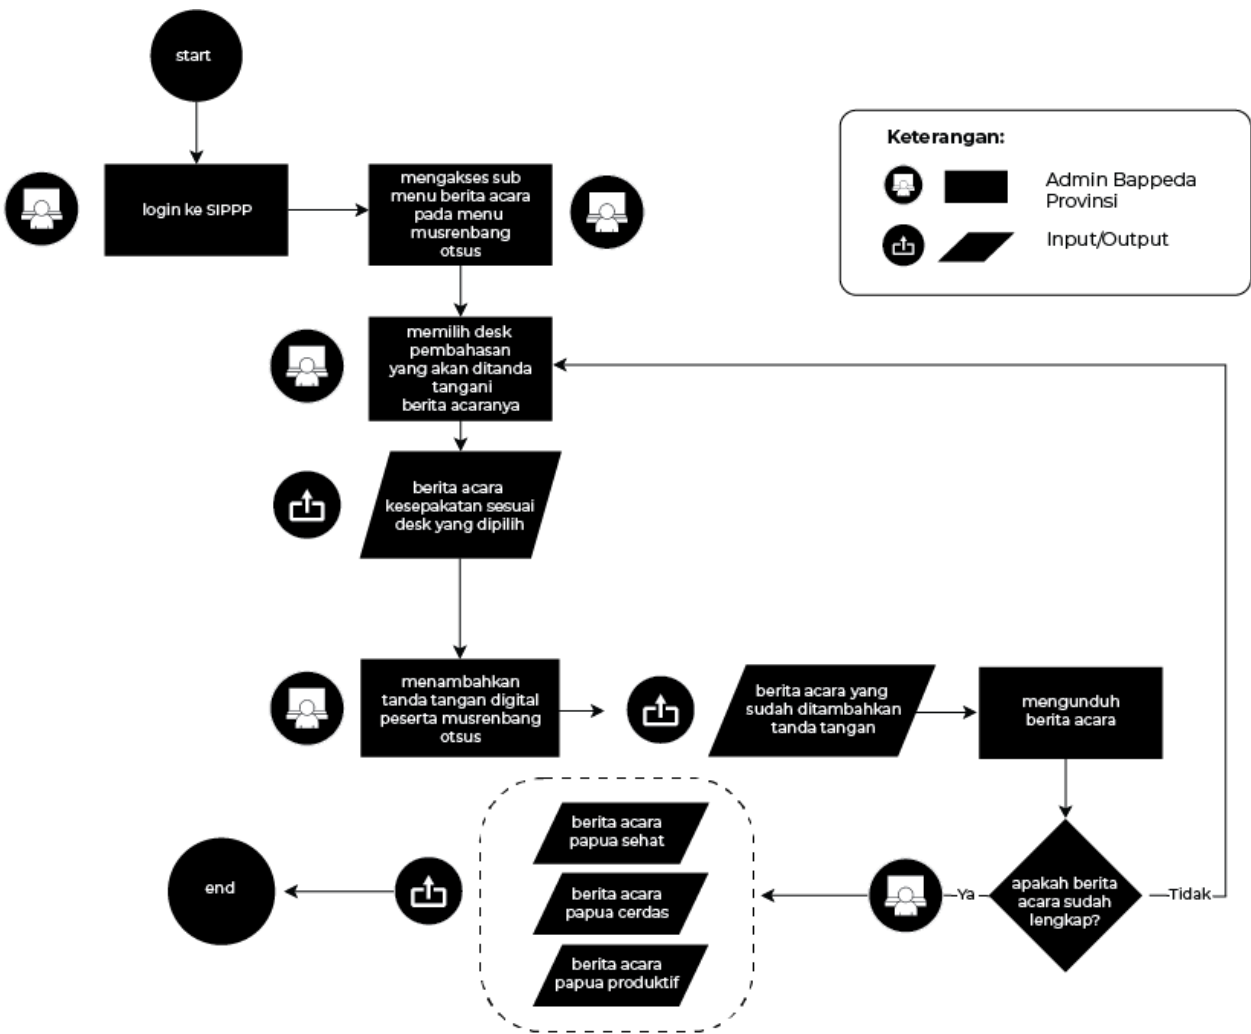 start
login ke SIPPP
mengakses sub
menu berita acara
pada menu
musrenbang
otsus
Keterangan:
Admin Bappeda
Provinsi
Input/Output
memilih desk
pembahasan
yang akan ditanda
tangani
berita acaranya
berita acara
kesepakatan sesuai
desk yang dipilih
menambahkan
tanda tangan digital
peserta musrenbang
otsus
berita acara yang
sudah ditambahkan
tanda tangan
mengunduh
berita acara
apakah berita
acara sudah
lengkap?
Tidak
Ya
berita acara
papua sehat
berita acara
papua cerdas
berita acara
papua produktif
end